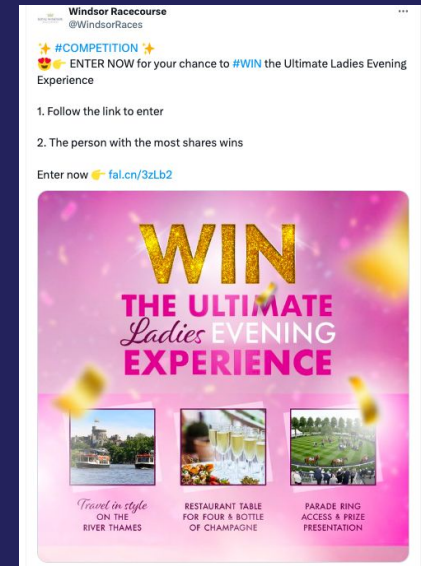 Windsor Racecourse
@WindsorRaces
✨ #COMPETITION ✨
😍👉 ENTER NOW for your chance to #WIN the Ultimate Ladies Evening
Experience
1. Follow the link to enter
2. The person with the most shares wins
Enter now 👉 fal.cn/3zLb2
WIN
THE ULTIMATE
Ladies EVENING
EXPERIENCE
Travel in style
ON THE
RIVER THAMES
RESTAURANT TABLE
FOR FOUR & BOTTLE
OF CHAMPAGNE
PARADE RING
ACCESS & PRIZE
PRESENTATION